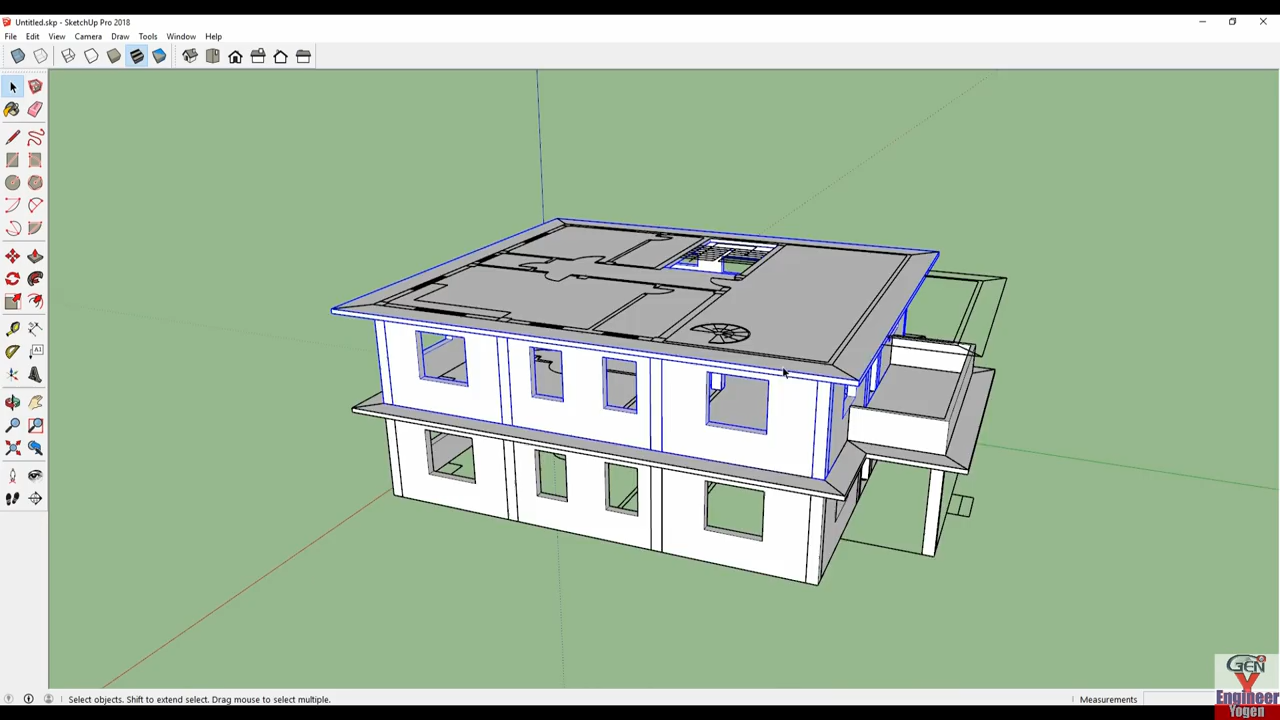 Untitled.skp - SketchUp Pro 2018
File Edit View Camera Draw Tools Window Help
A1
Select objects. Shift to extend select. Drag mouse to select multiple.
Measurements
GEN
Y
Engineer
Yogen